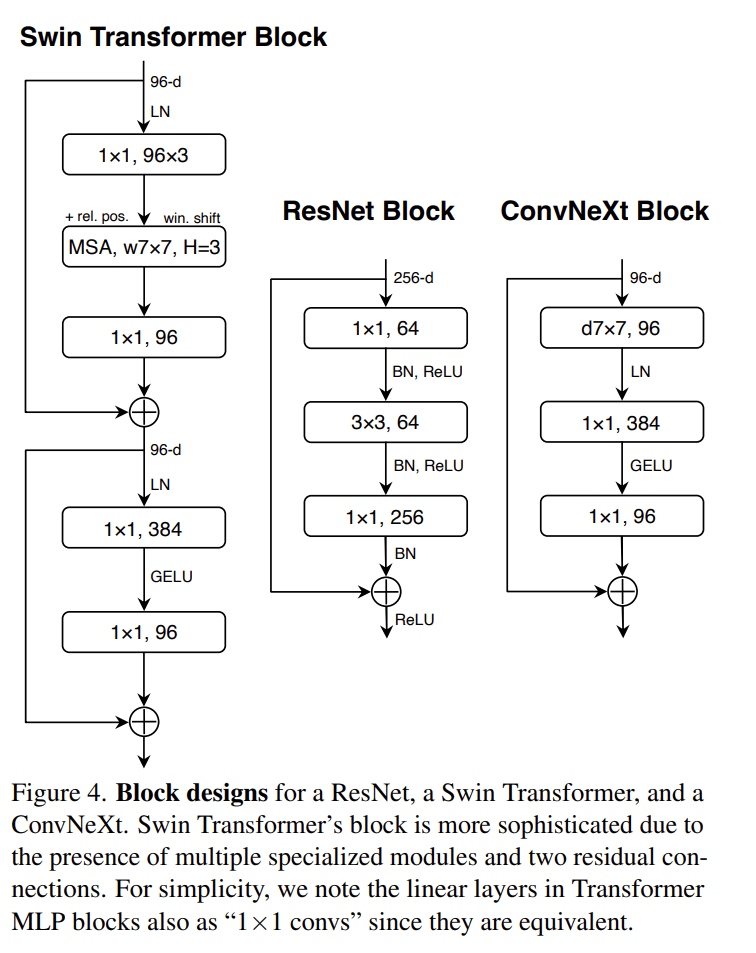 Swin Transformer Block
96-d
LN
1×1, 96×3
+ rel. pos.
win. shift
MSA, w7×7, H=3
1×1, 96
96-d
LN
1×1, 384
GELU
1×1, 96
ResNet Block
256-d
1×1, 64
BN, ReLU
3×3, 64
BN, ReLU
1×1, 256
BN
ReLU
ConvNeXt Block
96-d
d7×7, 96
LN
1×1, 384
GELU
1×1, 96
Figure 4. Block designs for a ResNet, a Swin Transformer, and a
ConvNeXt. Swin Transformer’s block is more sophisticated due to
the presence of multiple specialized modules and two residual con-
nections. For simplicity, we note the linear layers in Transformer
MLP blocks also as “1×1 convs” since they are equivalent.